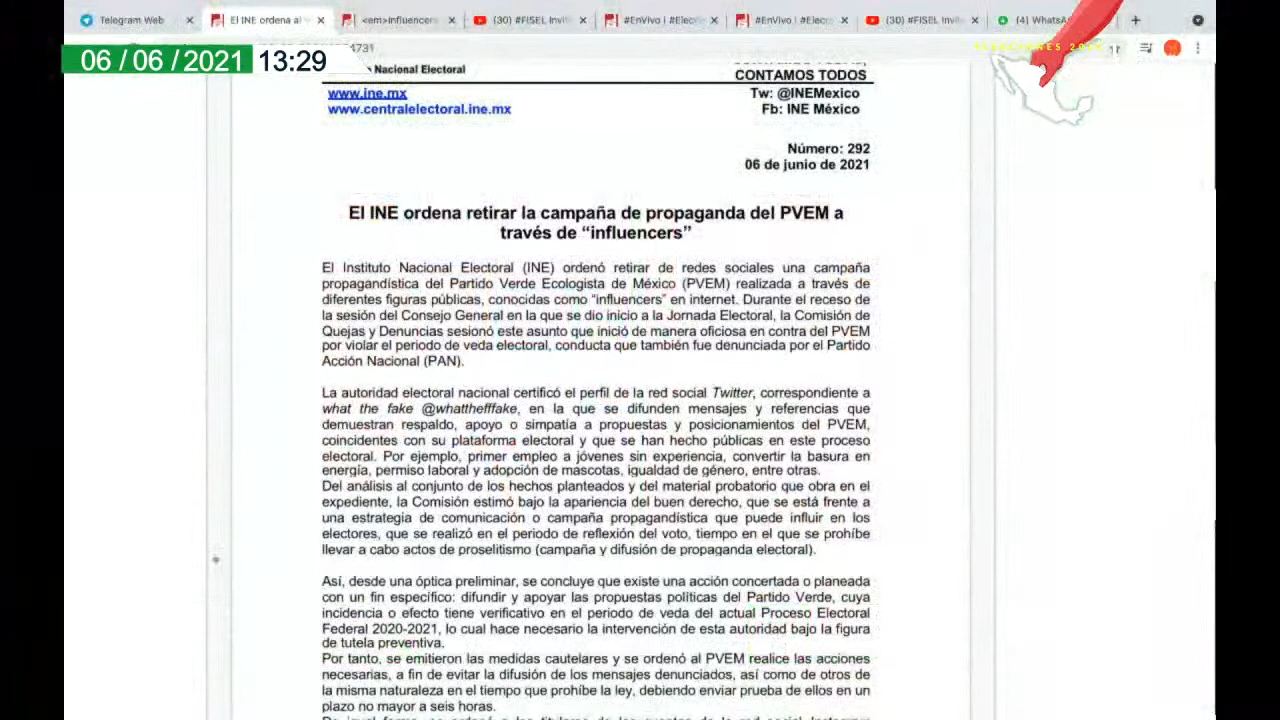 Telegram Web
El INE ordena al
<em>Influencers
(30) #FISEL Invit
#EnVivo | #Elec
#EnVivo | #Elecc
(30) #FISEL Invit
(4) WhatsA
06 / 06 / 2021 13:29
4731
Nacional Electoral
CONTAMOS TODOS
www.ine.mx
Tw: @INEMexico
www.centralelectoral.ine.mx
Fb: INE México
Número: 292
06 de junio de 2021
El INE ordena retirar la campaña de propaganda del PVEM a
través de “influencers”
El Instituto Nacional Electoral (INE) ordenó retirar de redes sociales una campaña
propagandística del Partido Verde Ecologista de México (PVEM) realizada a través de
diferentes figuras públicas, conocidas como “influencers” en internet. Durante el receso de
la sesión del Consejo General en la que se dio inicio a la Jornada Electoral, la Comisión de
Quejas y Denuncias sesionó este asunto que inició de manera oficiosa en contra del PVEM
por violar el periodo de veda electoral, conducta que también fue denunciada por el Partido
Acción Nacional (PAN).
La autoridad electoral nacional certificó el perfil de la red social Twitter, correspondiente a
what the fake @whatthefffake, en la que se difunden mensajes y referencias que
demuestran respaldo, apoyo o simpatía a propuestas y posicionamientos del PVEM,
coincidentes con su plataforma electoral y que se han hecho públicas en este proceso
electoral. Por ejemplo, primer empleo a jóvenes sin experiencia, convertir la basura en
energía, permiso laboral y adopción de mascotas, igualdad de género, entre otras.
Del análisis al conjunto de los hechos planteados y del material probatorio que obra en el
expediente, la Comisión estimó bajo la apariencia del buen derecho, que se está frente a
una estrategia de comunicación o campaña propagandística que puede influir en los
electores, que se realizó en el periodo de reflexión del voto, tiempo en el que se prohíbe
llevar a cabo actos de proselitismo (campaña y difusión de propaganda electoral).
Así, desde una óptica preliminar, se concluye que existe una acción concertada o planeada
con un fin específico: difundir y apoyar las propuestas políticas del Partido Verde, cuya
incidencia o efecto tiene verificativo en el periodo de veda del actual Proceso Electoral
Federal 2020-2021, lo cual hace necesario la intervención de esta autoridad bajo la figura
de tutela preventiva.
Por tanto, se emitieron las medidas cautelares y se ordenó al PVEM realice las acciones
necesarias, a fin de evitar la difusión de los mensajes denunciados, así como de otros de
la misma naturaleza en el tiempo que prohíbe la ley, debiendo enviar prueba de ellos en un
plazo no mayor a seis horas.